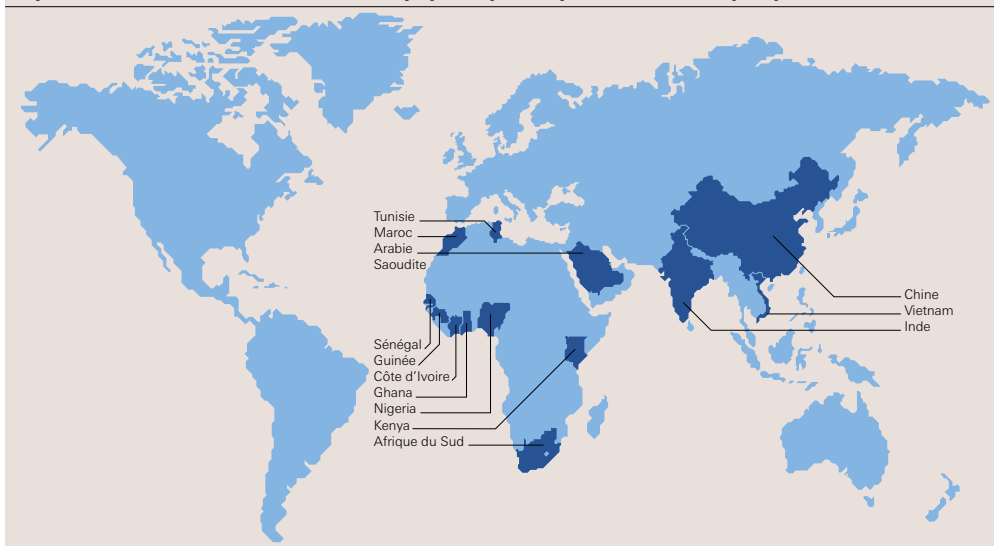 Tunisie
Maroc
Arabie
Saoudite
Sénégal
Guinée
Côte d'Ivoire
Ghana
Nigeria
Kenya
Afrique du Sud
Chine
Vietnam
Inde